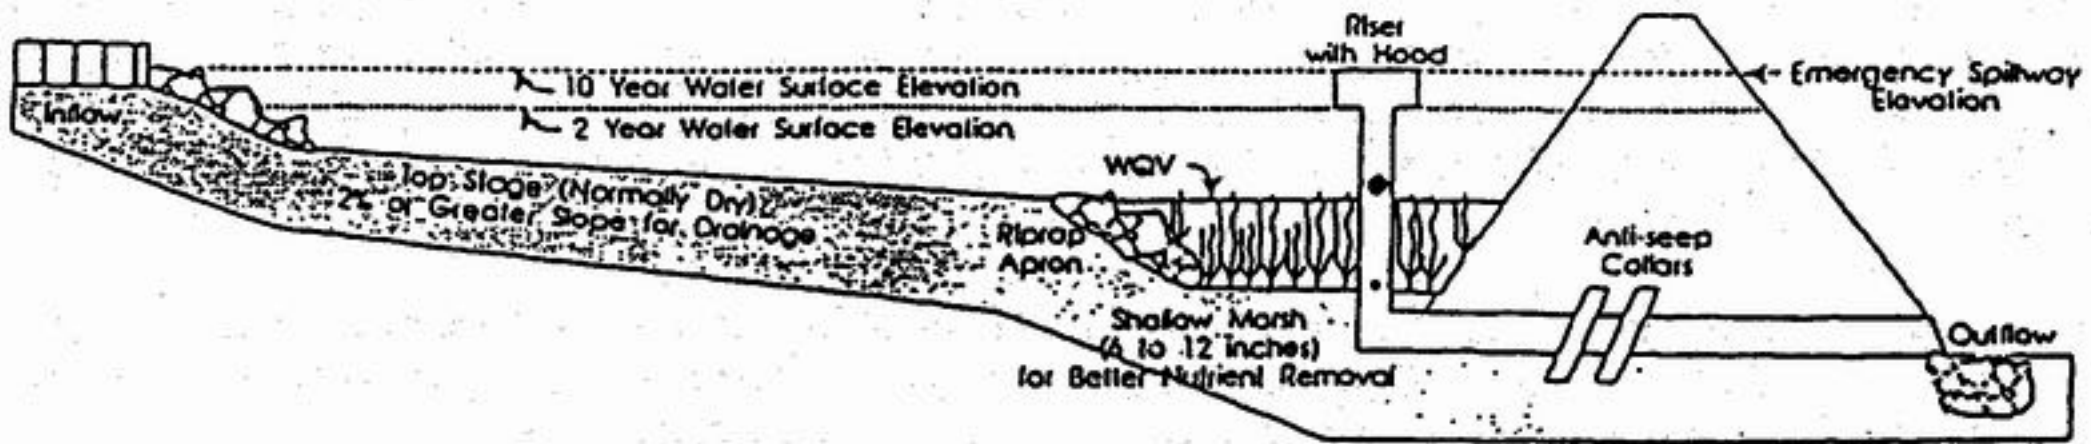 Riser
with Hood
10 Year Water Surface Elevation
Emergency Spillway
Elevation
Inflow
2 Year Water Surface Elevation
WQV
Top Stage (Normally Dry)
2% or Greater Slope for Drainage
Riprap
Apron
Anti-seep
Collars
Shallow Marsh
(6 to 12 inches)
for Better Nutrient Removal
Outflow